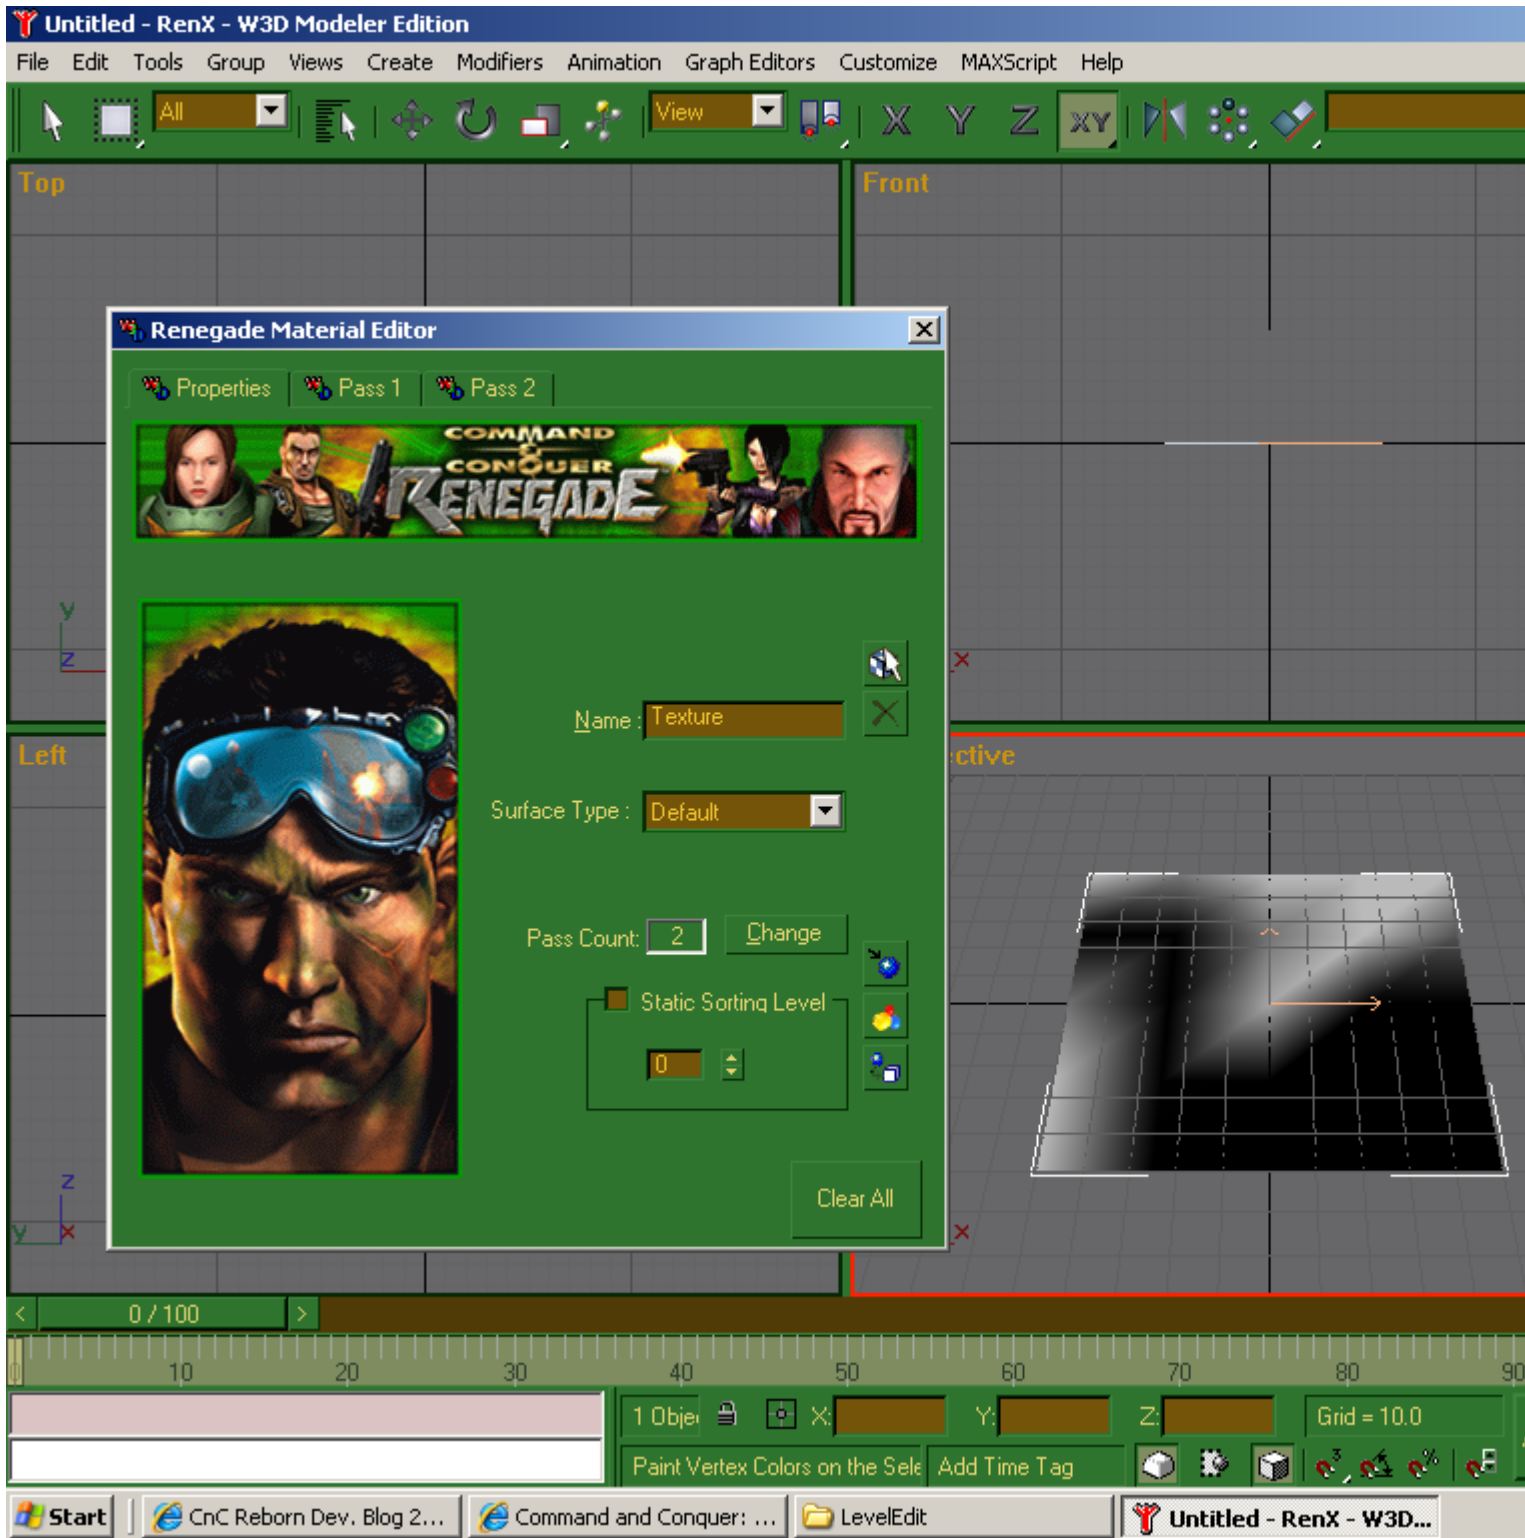 Untitled - RenX - W3D Modeler Edition
File Edit Tools Group Views Create Modifiers Animation Graph Editors Customize MAXScript Help
All View X Y Z XY
Top
Front
Renegade Material Editor
Properties Pass 1 Pass 2
COMMAND
&
CONQUER
RENEGADE
y
z
x
Name : Texture
Left
ctive
Surface Type : Default
Pass Count: 2 Change
Static Sorting Level
0
Clear All
z
y x
x
< 0 / 100 >
0 10 20 30 40 50 60 70 80 90
1 Objec X: Y: Z: Grid = 10.0
Paint Vertex Colors on the Sele Add Time Tag
Start CnC Reborn Dev. Blog 2... Command and Conquer: ... LevelEdit Untitled - RenX - W3D...